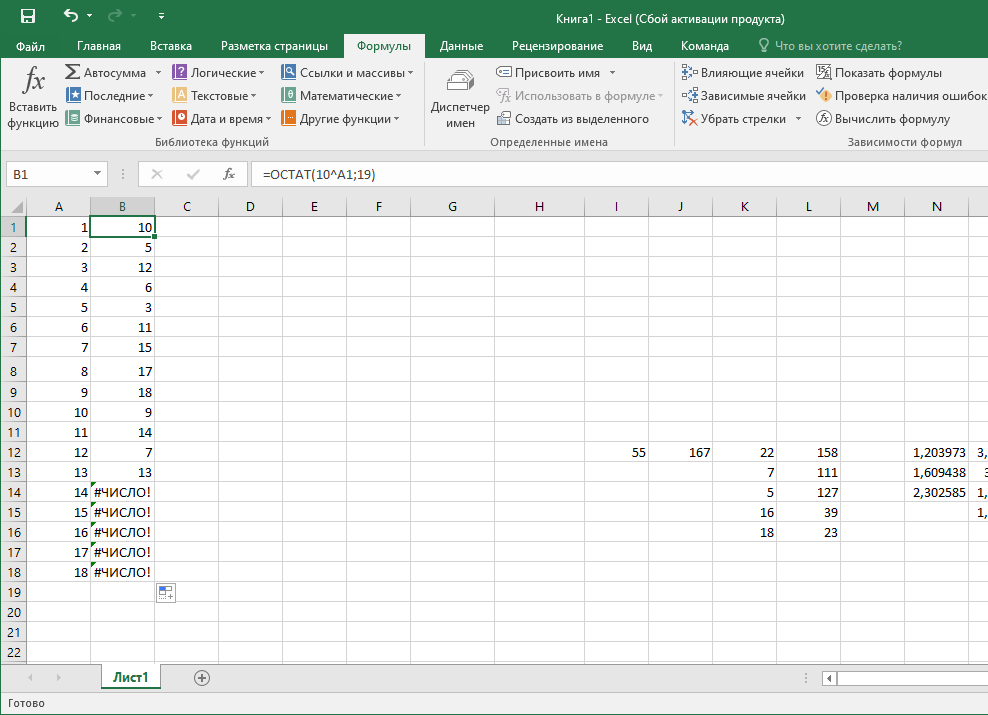 Книга1 - Excel (Сбой активации продукта)
Файл Главная Вставка Разметка страницы Формулы Данные Рецензирование Вид Команда Что вы хотите сделать?
fx Вставить функцию
Σ Автосумма
Последние
Финансовые
? Логические
A Текстовые
Дата и время
Ссылки и массивы
θ Математические
Другие функции
Библиотека функций
Диспетчер имен
Присвоить имя
fx Использовать в формуле
Создать из выделенного
Определенные имена
Влияющие ячейки
Зависимые ячейки
Убрать стрелки
Показать формулы
Проверка наличия ошибок
fx Вычислить формулу
Зависимости формул
B1 fx =ОСТАТ(10^A1;19)
A B C D E F G H I J K L M N
1 1 10
2 2 5
3 3 12
4 4 6
5 5 3
6 6 11
7 7 15
8 8 17
9 9 18
10 10 9
11 11 14
12 12 7 55 167 22 158 1,203973 3,
13 13 13 7 111 1,609438 3
14 14 #ЧИСЛО! 5 127 2,302585 1,
15 15 #ЧИСЛО! 16 39 1,
16 16 #ЧИСЛО! 18 23
17 17 #ЧИСЛО!
18 18 #ЧИСЛО!
19
20
21
22
Лист1
Готово